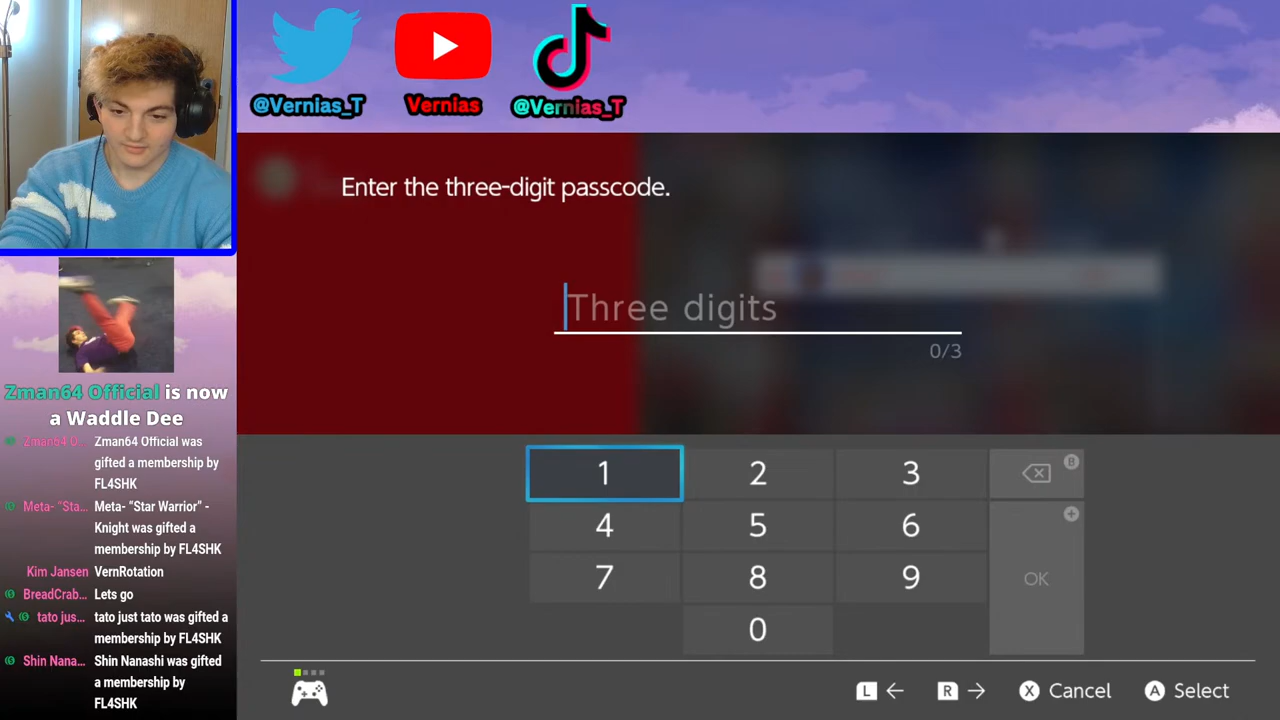 @Vernias_T
Vernias
@Vernias_T
Enter the three-digit passcode.
Three digits
0/3
1 2 3 B
4 5 6 +
7 8 9 OK
0
L ← R → X Cancel A Select
Zman64 Official is now
a Waddle Dee
Zman64 O... Zman64 Official was
gifted a membership by
FL4SHK
Meta- "Sta... Meta- "Star Warrior" -
Knight was gifted a
membership by FL4SHK
Kim Jansen VernRotation
BreadCrab... Lets go
tato jus... tato just tato was gifted a
membership by FL4SHK
Shin Nana... Shin Nanashi was gifted
a membership by
FL4SHK